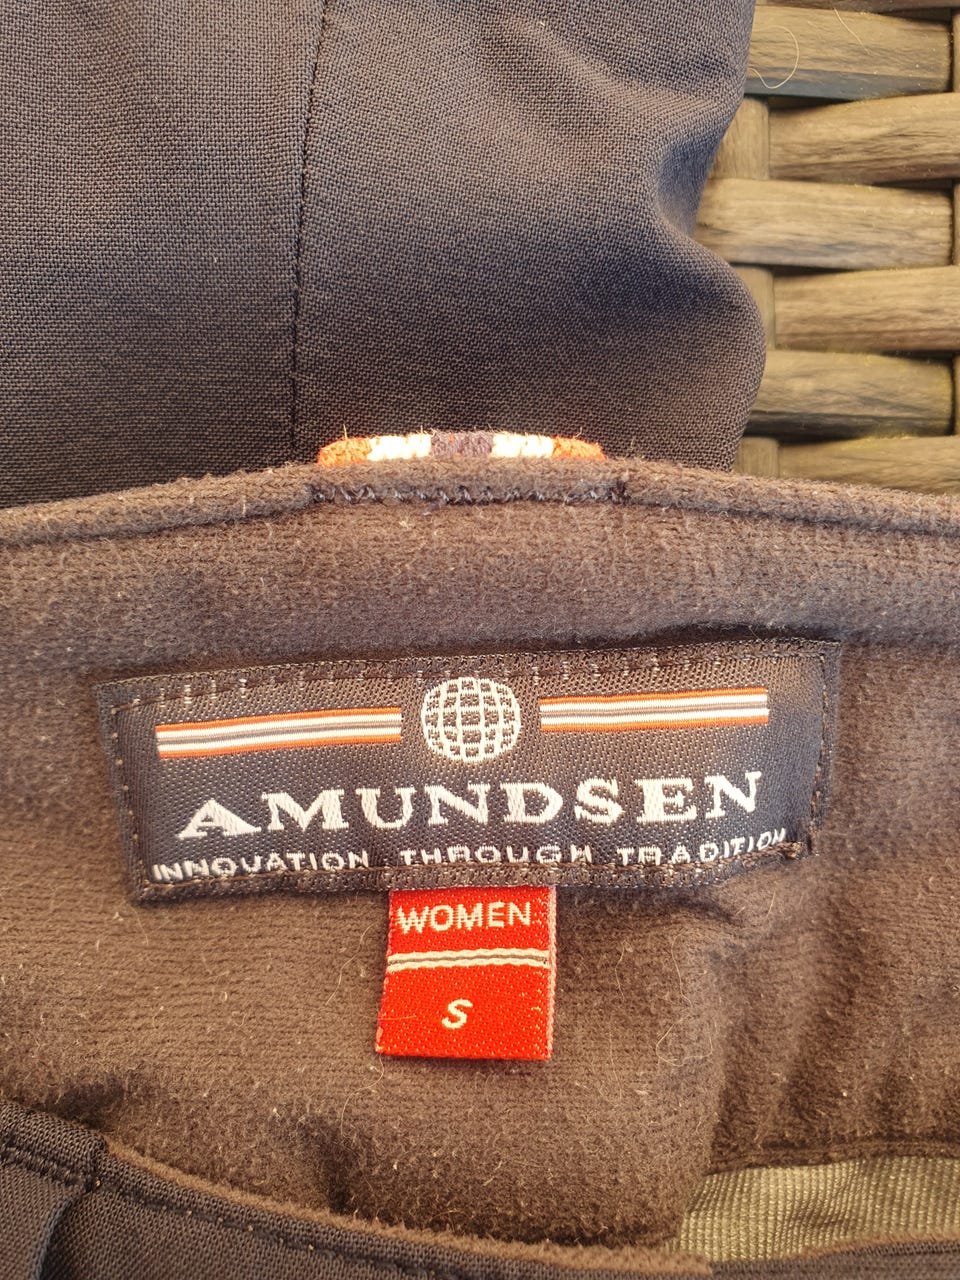 AMUNDSEN
INNOVATION THROUGH TRADITION
WOMEN
S